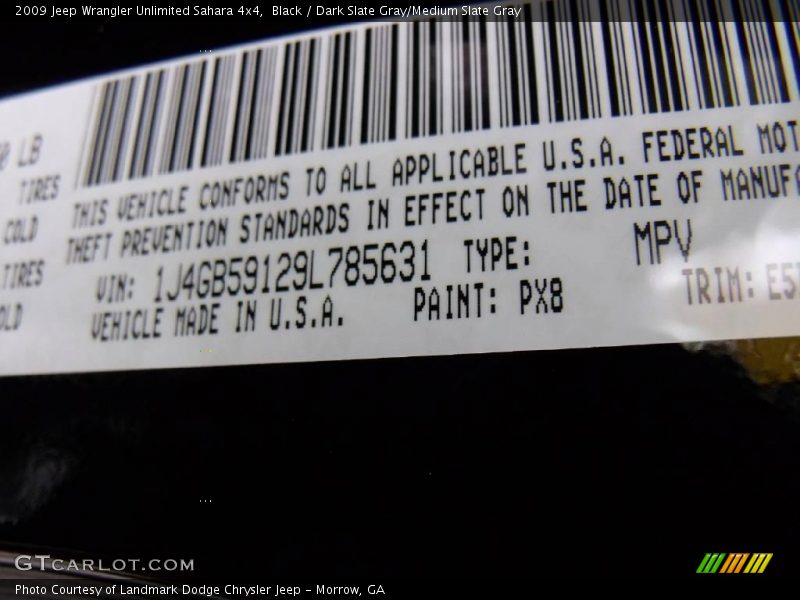 2009 Jeep Wrangler Unlimited Sahara 4x4, Black / Dark Slate Gray/Medium Slate Gray
LB
TIRES
COLD
TIRES
THIS VEHICLE CONFORMS TO ALL APPLICABLE U.S.A. FEDERAL MOT
THEFT PREVENTION STANDARDS IN EFFECT ON THE DATE OF MANUFA
VIN: 1J4GB59129L785631 TYPE: MPV
VEHICLE MADE IN U.S.A. PAINT: PX8 TRIM:
GTCARLOT.COM
Photo Courtesy of Landmark Dodge Chrysler Jeep – Morrow, GA